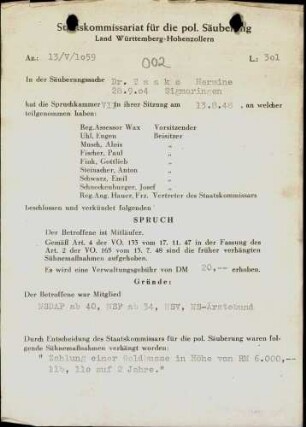 Staatskommissariat für die pol. Säuberung
Land Württemberg-Hohenzollern
Az.: 13/V/1059
002
L.: 301
In der Säuberungssache Dr. Hermine
28.9.04 Sigmaringen
hat die Spruchkammer VI in ihrer Sitzung am 13.8.48, an welcher
teilgenommen haben:
Reg.Assessor Wax Vorsitzender
Uhl, Eugen Beisitzer
Musch, Alois „
Fischer, Paul „
Fink, Gottlieb „
Steinacher, Anton „
Schwarz, Emil „
Schneckenburger, Josef „
Reg.Ang. Hauser, Frz. Vertreter des Staatskommissars
beschlossen und verkündet folgenden
SPRUCH
Der Betroffene ist Mitläufer.
Gemäß Art. 4 der VO. 133 vom 17. 11. 47 in der Fassung des
Art. 2 der VO. 165 vom 13. 7. 48 sind die früher verhängten
Sühnemaßnahmen aufgehoben.
Es wird eine Verwaltungsgebühr von DM 20,-- erhoben.
Gründe:
Der Betroffene war Mitglied
NSDAP ab 40, NSF ab 34, NSV, NS-Ärztebund
Durch Entscheidung des Staatskommissars für die pol. Säuberung waren fol-
gende Sühnemaßnahmen verhängt worden:
" Zahlung einer Geldbusse in Höhe von RM 6.000,--
11b, 11e auf 2 Jahre."